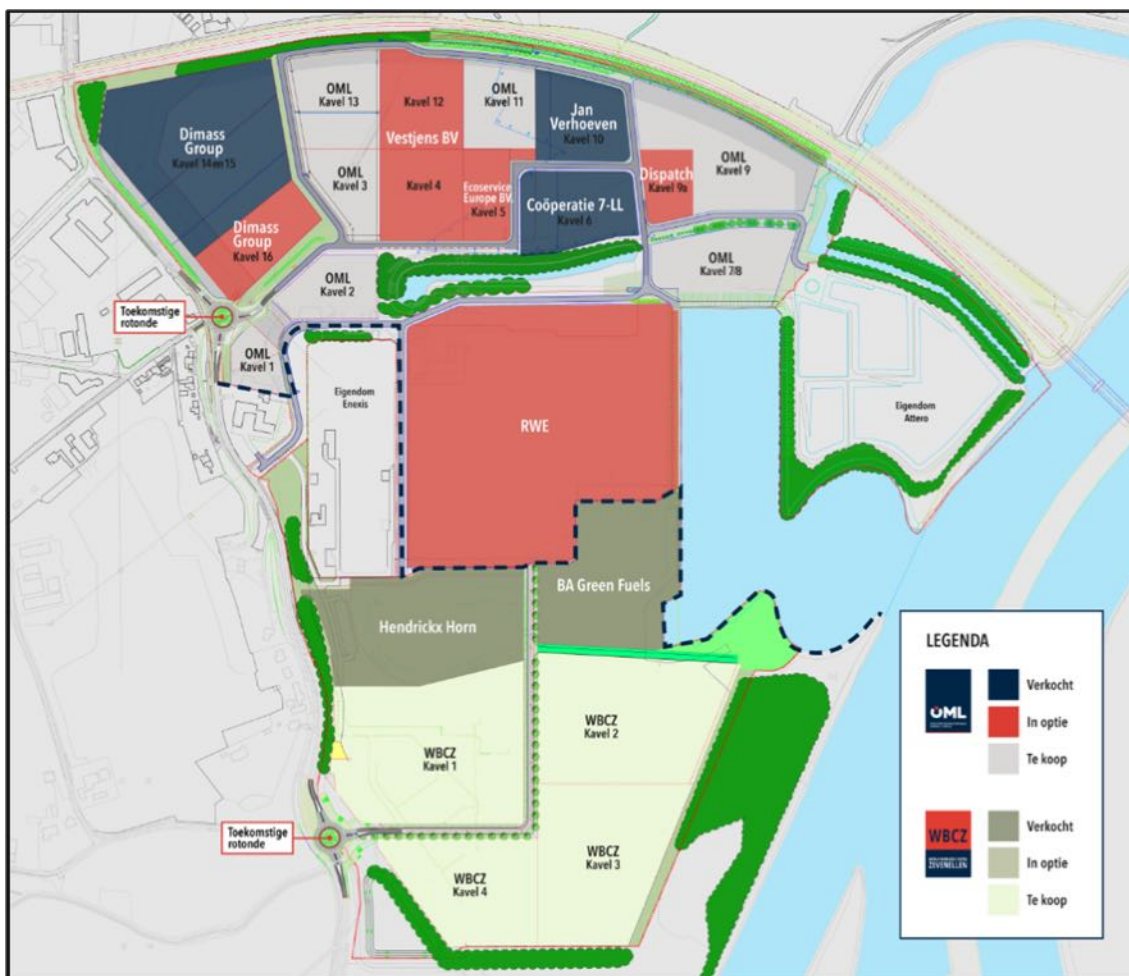 OML
Kavel 13
Kavel 12
OML
Kavel 11
Jan
Verhoeven
Kavel 10
Dimass
Group
Kavel 14 en 15
Vestjens BV
OML
Kavel 3
Kavel 4
Ecoservice
Europe BV.
Kavel 5
Coöperatie 7-LL
Kavel 6
Dispatch
Kavel 9a
OML
Kavel 9
Dimass
Group
Kavel 16
OML
Kavel 2
OML
Kavel 7/8
Toekomstige
rotonde
OML
Kavel 1
Eigendom
Enexis
RWE
Eigendom
Attero
BA Green Fuels
Hendrickx Horn
WBCZ
Kavel 1
WBCZ
Kavel 2
Toekomstige
rotonde
WBCZ
Kavel 3
WBCZ
Kavel 4
LEGENDA
OML
Verkocht
In optie
Te koop
WBCZ
ZEVENELLEN
Verkocht
In optie
Te koop